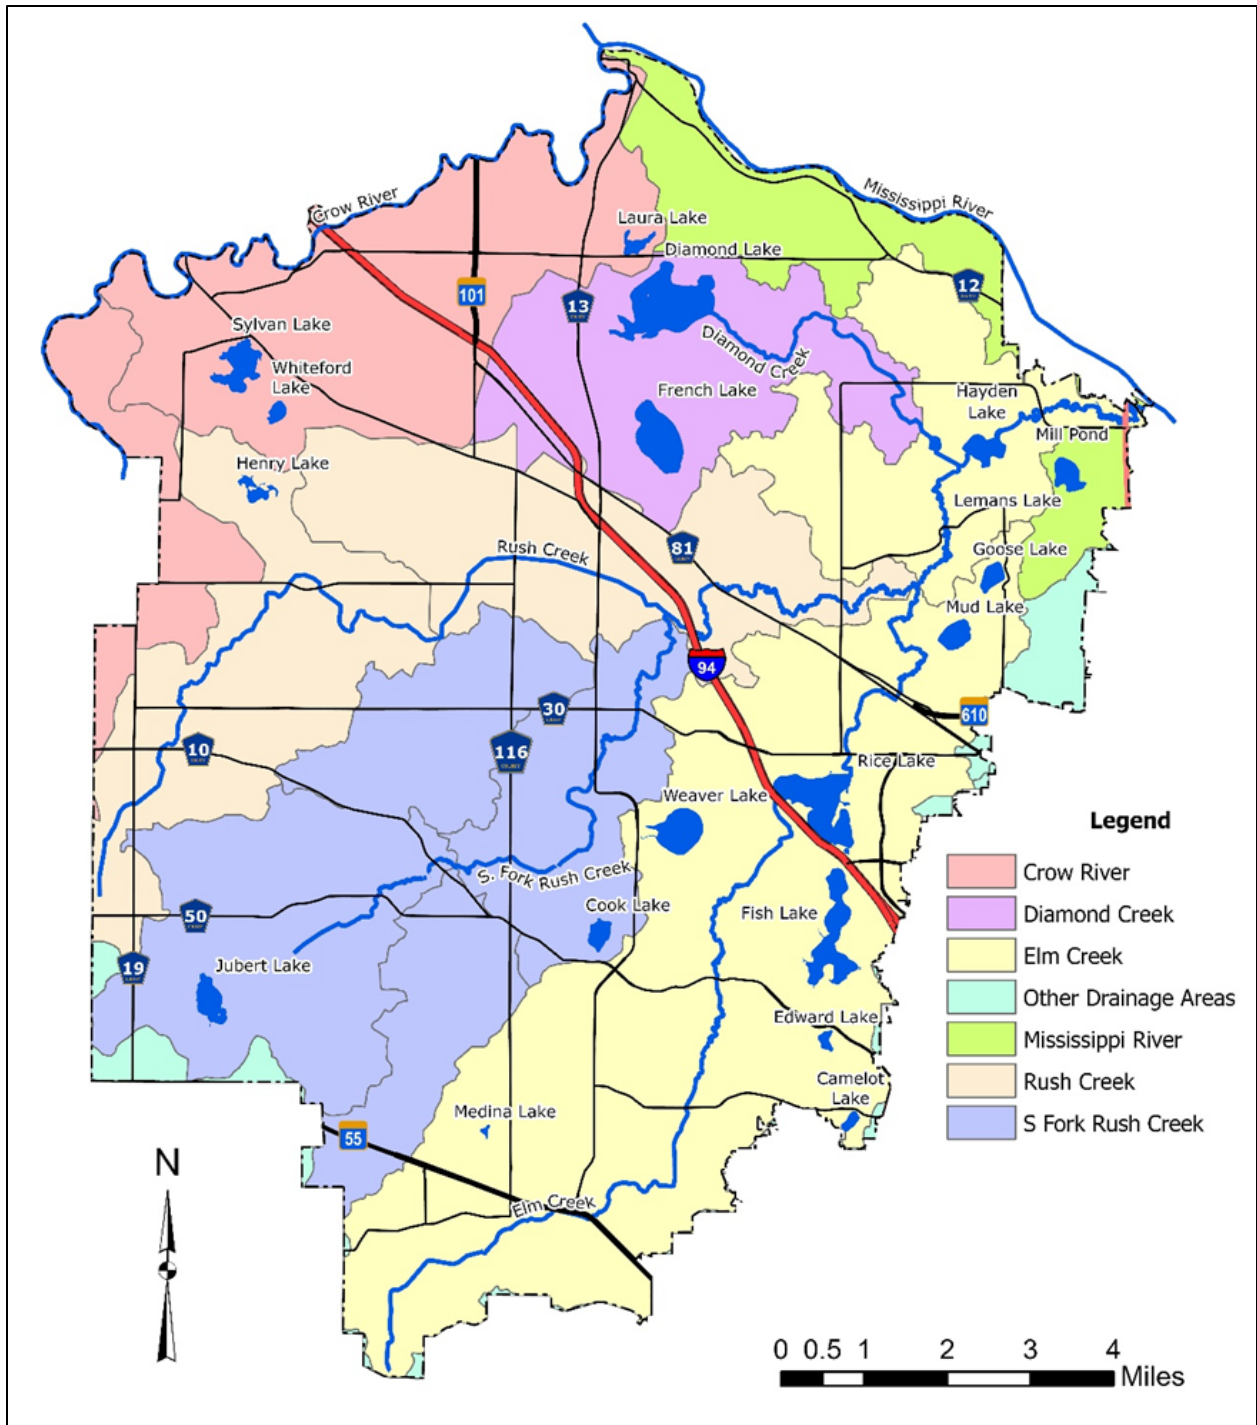 Crow River
Mississippi River
Laura Lake
Diamond Lake
101
13
12
Sylvan Lake
Diamond Creek
Whiteford
Lake
French Lake
Hayden
Lake
Mill Pond
Henry Lake
Lemans Lake
Rush Creek
81
Goose Lake
Mud Lake
94
30
610
10
116
Rice Lake
Weaver Lake
S. Fork Rush Creek
50
Cook Lake
Fish Lake
19
Jubert Lake
Edward Lake
Camelot
Lake
Medina Lake
55
Elm Creek
Legend
Crow River
Diamond Creek
Elm Creek
Other Drainage Areas
Mississippi River
Rush Creek
S Fork Rush Creek
N
0 0.5 1 2 3 4
Miles